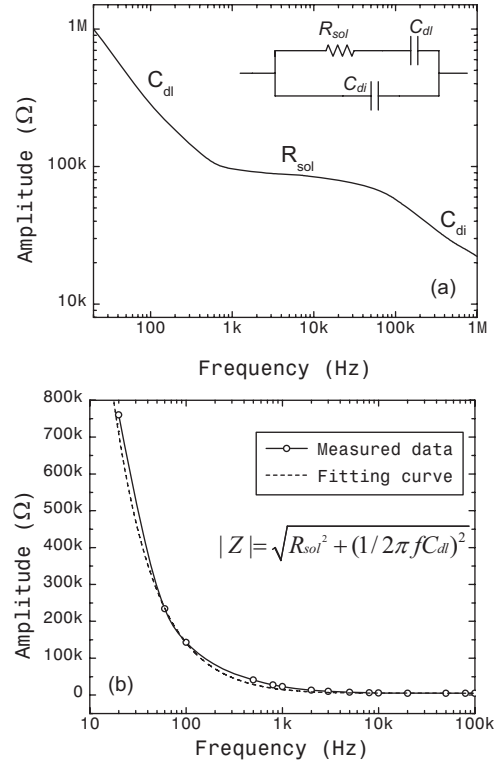 (a)
1M
100k
10k
Amplitude (Ω)
C_dl
R_sol
C_di
R_sol
C_dl
C_di
100 1k 10k 100k 1M
Frequency (Hz)
800k
700k
600k
500k
400k
300k
200k
100k
0
Amplitude (Ω)
Measured data
Fitting curve
| Z |= √R_sol² + (1/2π f C_dl)²
(b)
10 100 1k 10k 100k
Frequency (Hz)